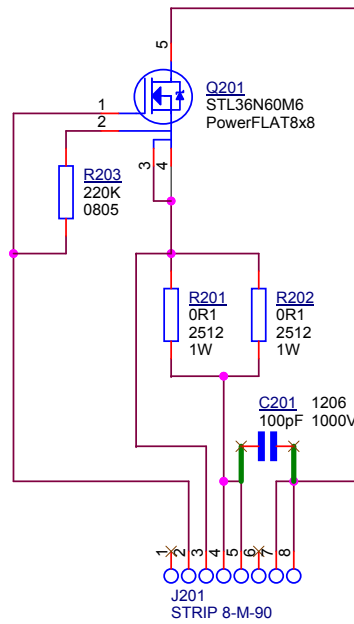 5
Q201
STL36N60M6
PowerFLAT8x8
1
2
3
4
R203
220K
0805
R201
0R1
2512
1W
R202
0R1
2512
1W
C201 1206
100pF 1000V
1
2
3
4
5
6
7
8
J201
STRIP 8-M-90